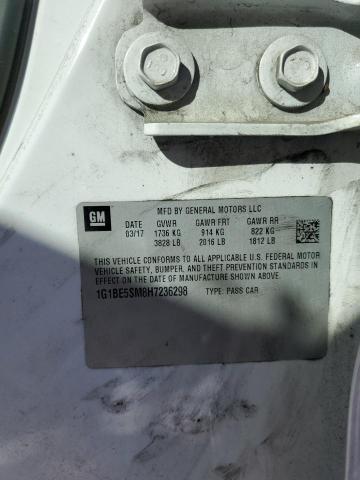 GM
MFD BY GENERAL MOTORS LLC
DATE GVWR GAWR FRT GAWR RR
03/17 1736 KG 914 KG 822 KG
3828 LB 2016 LB 1812 LB
THIS VEHICLE CONFORMS TO ALL APPLICABLE U.S. FEDERAL MOTOR
VEHICLE SAFETY, BUMPER, AND THEFT PREVENTION STANDARDS IN
EFFECT ON THE DATE OF MANUFACTURE SHOWN ABOVE.
1G1BE5SM8H7236298 TYPE: PASS CAR